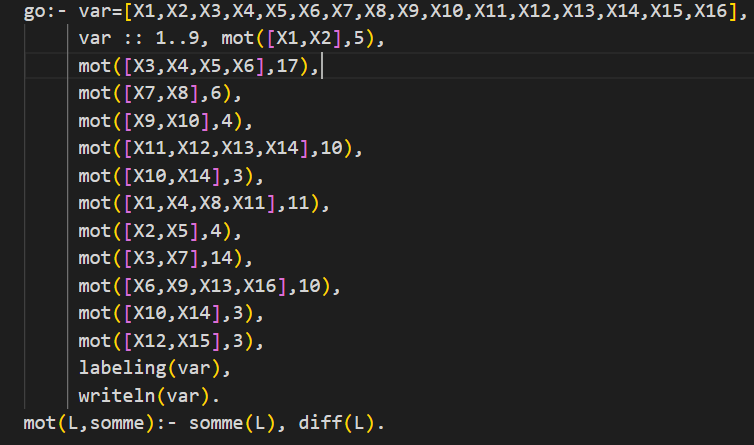 go:- var=[X1,X2,X3,X4,X5,X6,X7,X8,X9,X10,X11,X12,X13,X14,X15,X16],
var :: 1..9, mot([X1,X2],5),
mot([X3,X4,X5,X6],17),
mot([X7,X8],6),
mot([X9,X10],4),
mot([X11,X12,X13,X14],10),
mot([X10,X14],3),
mot([X1,X4,X8,X11],11),
mot([X2,X5],4),
mot([X3,X7],14),
mot([X6,X9,X13,X16],10),
mot([X10,X14],3),
mot([X12,X15],3),
labeling(var),
writeln(var).
mot(L,somme):- somme(L), diff(L).